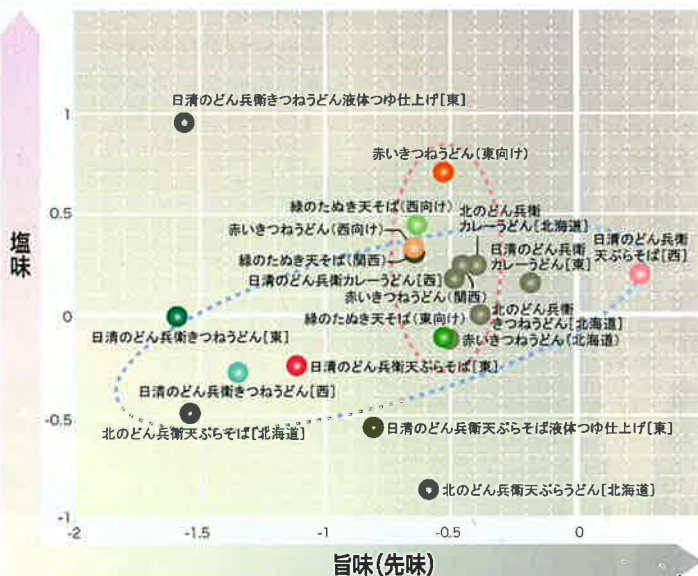 日清のどん兵衛きつねうどん液体つゆ仕上げ[東]
1
赤いきつねうどん(東向け)
緑のたぬき天そば(西向け)
北のどん兵衛
カレーうどん[北海道]
0.5
赤いきつねうどん(西向け)
日清のどん兵衛
天ぷらそば[西]
日清のどん兵衛
カレーうどん[東]
緑のたぬき天そば(関西)
日清のどん兵衛カレーうどん[西]
赤いきつねうどん(関西)
塩味
北のどん兵衛
きつねうどん[北海道]
0
緑のたぬき天そば(東向け)
日清のどん兵衛きつねうどん[東]
赤いきつねうどん(北海道)
日清のどん兵衛天ぷらそば[東]
日清のどん兵衛きつねうどん[西]
-0.5
北のどん兵衛天ぷらそば[北海道]
日清のどん兵衛天ぷらそば液体つゆ仕上げ[東]
北のどん兵衛天ぷらうどん[北海道]
-1
-2
-1.5
-1
-0.5
0
旨味(先味)